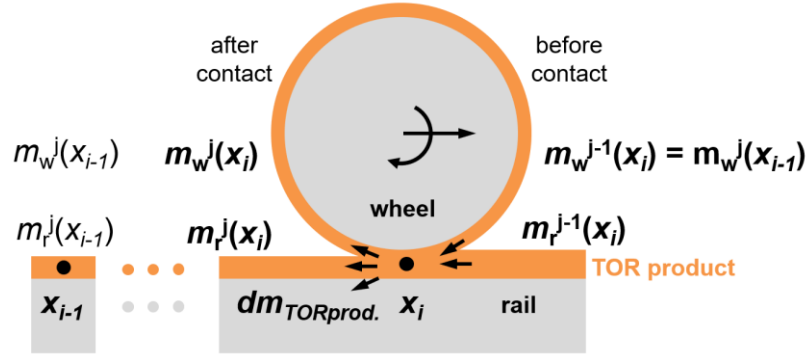 after contact
before contact
m_w^j(x_{i-1})
m_w^j(x_i)
m_w^{j-1}(x_i) = m_w^j(x_{i-1})
wheel
m_r^j(x_{i-1})
m_r^j(x_i)
m_r^{j-1}(x_i)
TOR product
x_{i-1}
dm_{TORprod.}
x_i
rail